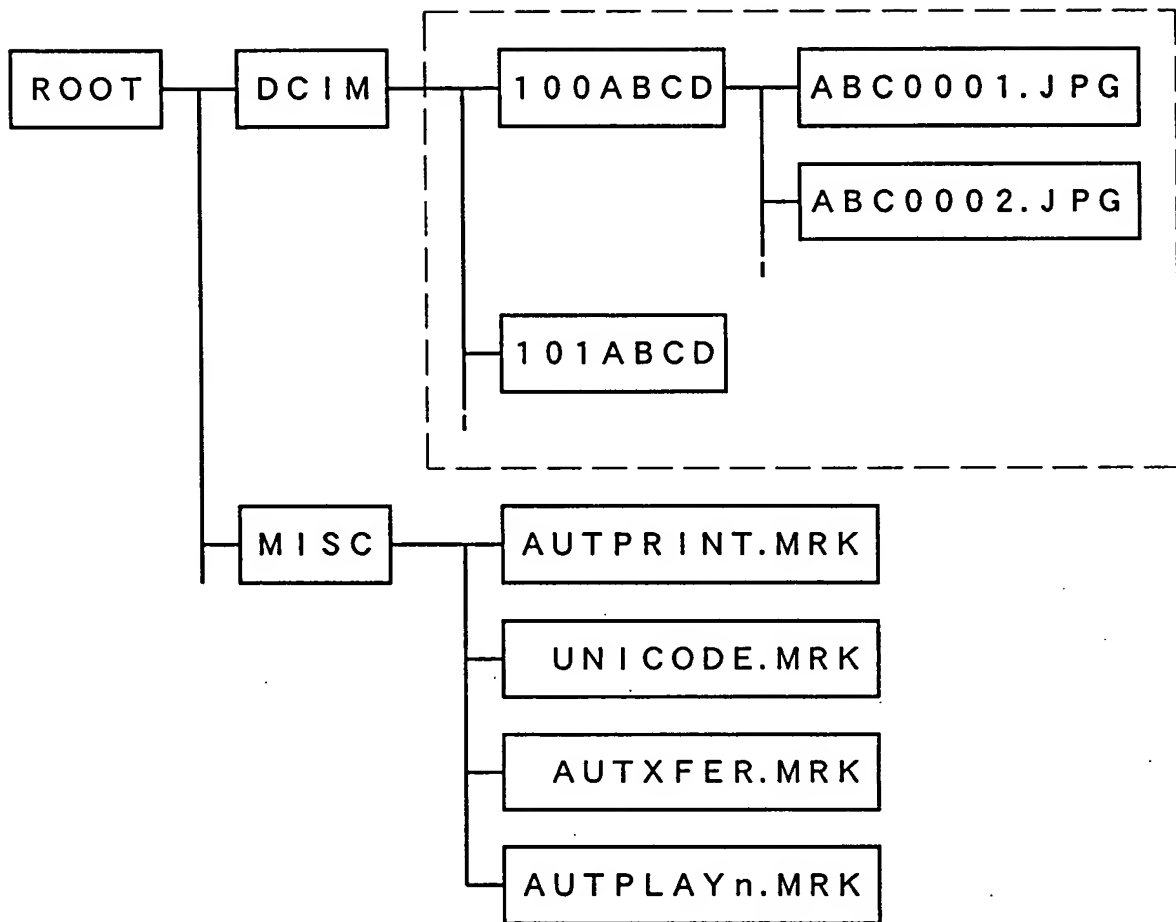 ROOT DCIM 100ABCD ABC0001.JPG
ABC0002.JPG
101ABCD
MISC AUTPRINT.MRK
UNICODE.MRK
AUTXFER.MRK
AUTPLAYn.MRK